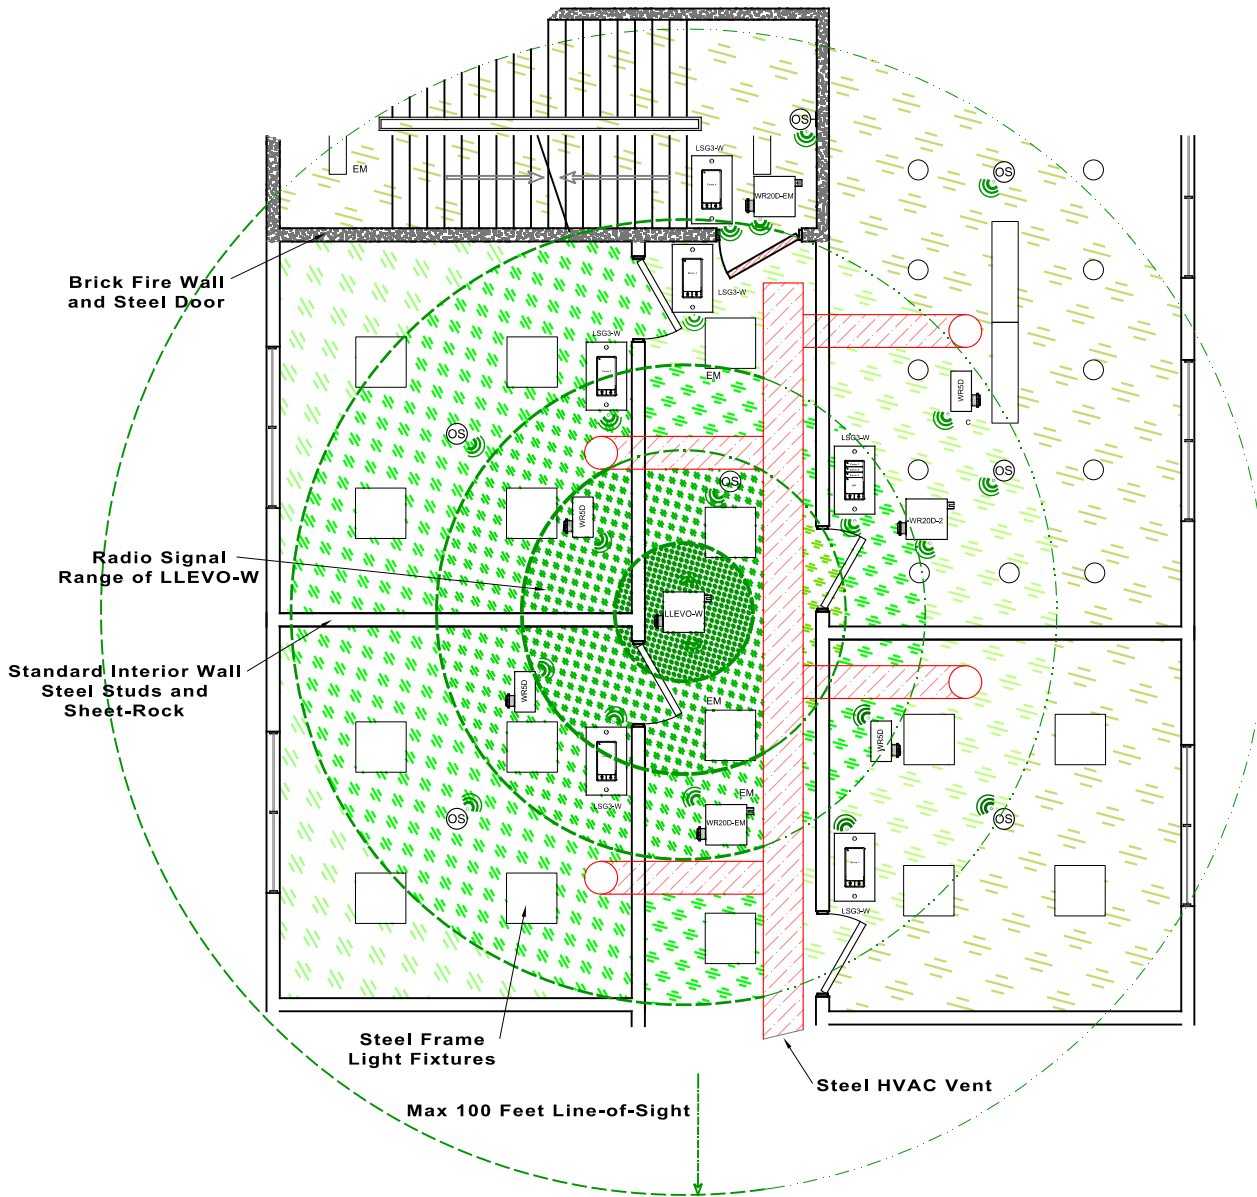 OS
LSG3-W
EM
WR20D-EM
OS
Brick Fire Wall
and Steel Door
LSG3-W
LSG3-W
EM
WR5D
C
OS
LSG3-W
OS
OS
WR5D
WR20D-2
Radio Signal
Range of LLEVO-W
LLEVO-W
Standard Interior Wall
Steel Studs and
Sheet-Rock
WR5D
EM
WR5D
EM
LSG3-W
OS
WR20D-EM
OS
LSG3-W
Steel Frame
Light Fixtures
Steel HVAC Vent
Max 100 Feet Line-of-Sight